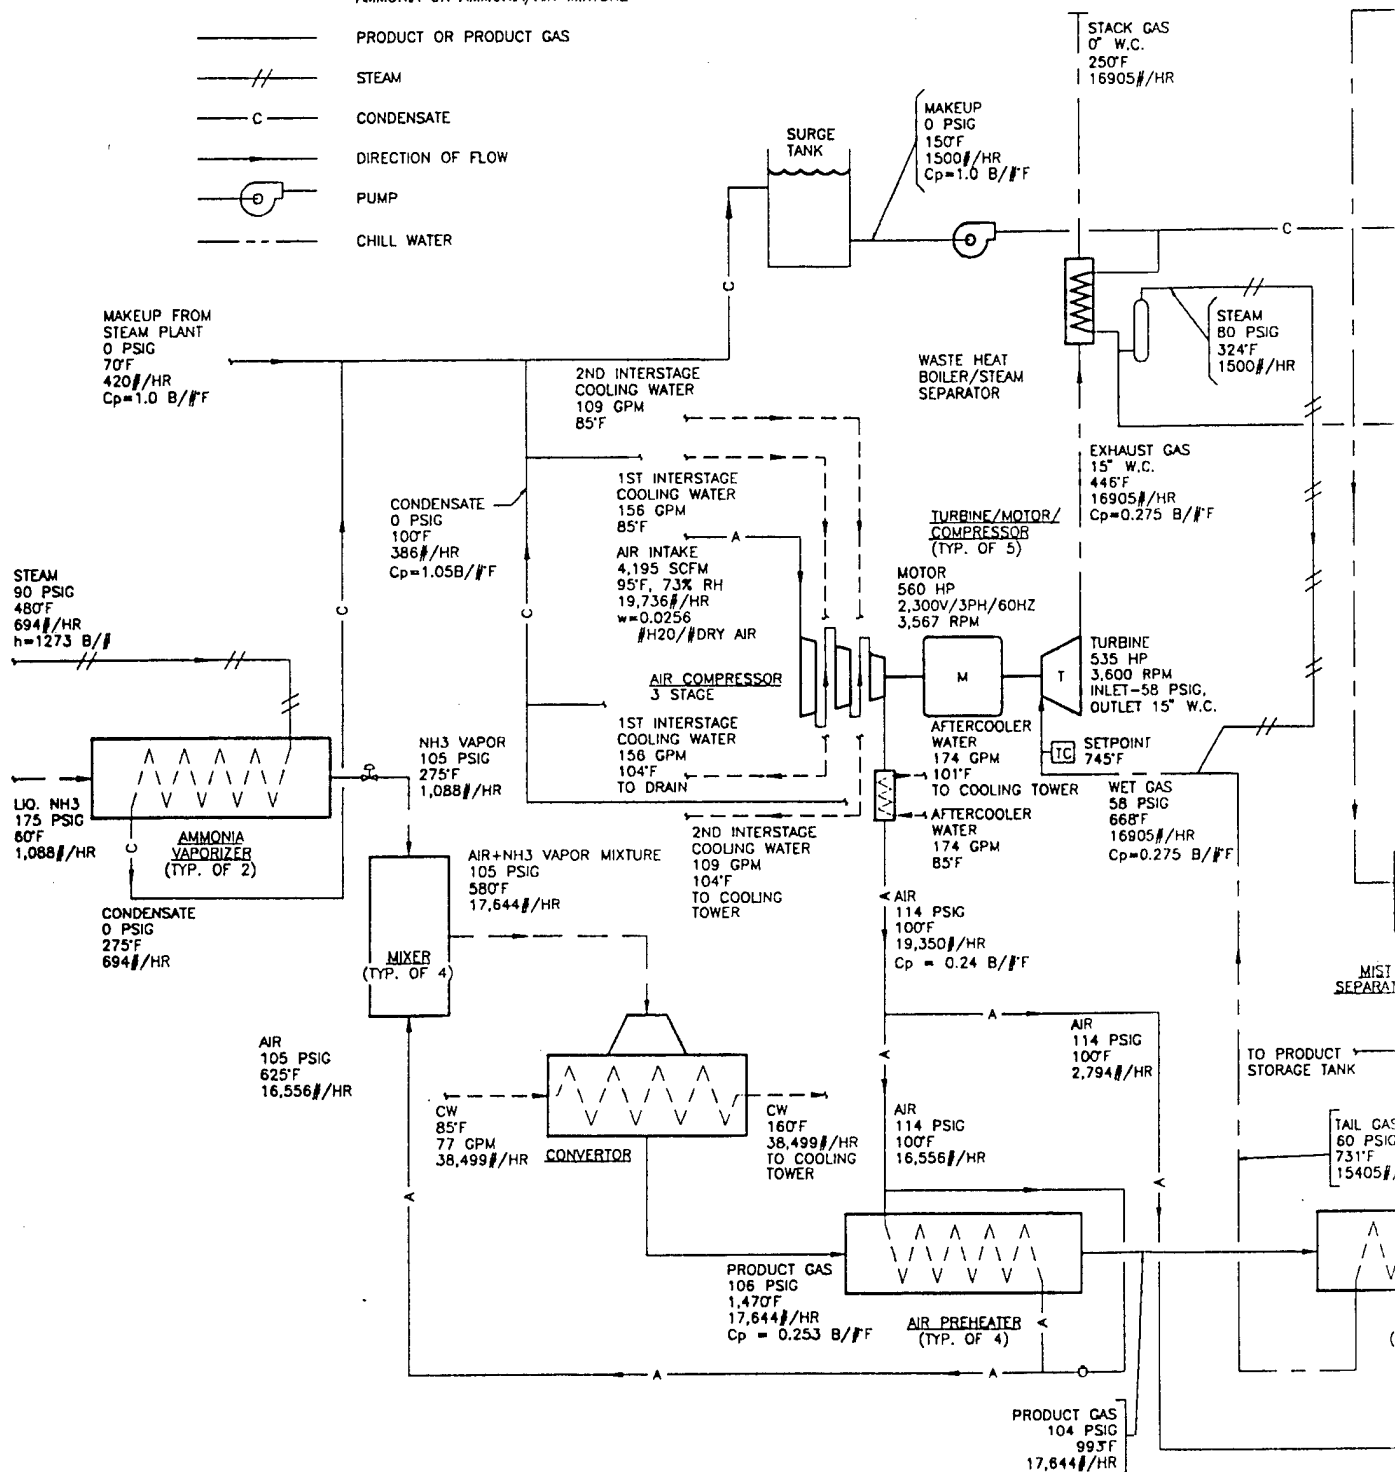 PRODUCT OR PRODUCT GAS
STEAM
C
CONDENSATE
DIRECTION OF FLOW
PUMP
CHILL WATER
STACK GAS
0" W.C.
250°F
16905#/HR
SURGE
TANK
MAKEUP
0 PSIG
150°F
1500#/HR
Cp=1.0 B/#°F
C
C
MAKEUP FROM
STEAM PLANT
0 PSIG
70°F
420#/HR
Cp=1.0 B/#°F
STEAM
80 PSIG
324°F
1500#/HR
WASTE HEAT
BOILER/STEAM
SEPARATOR
2ND INTERSTAGE
COOLING WATER
109 GPM
85°F
EXHAUST GAS
15" W.C.
446°F
16905#/HR
Cp=0.275 B/#°F
1ST INTERSTAGE
COOLING WATER
156 GPM
85°F
CONDENSATE
0 PSIG
100°F
386#/HR
Cp=1.05B/#°F
A
TURBINE/MOTOR/
COMPRESSOR
(TYP. OF 5)
AIR INTAKE
4,195 SCFM
95°F, 73% RH
19,736#/HR
w=0.0256
#H20/#DRY AIR
MOTOR
560 HP
2,300V/3PH/60HZ
3,567 RPM
STEAM
90 PSIG
480°F
694#/HR
h=1273 B/#
C
C
AIR COMPRESSOR
3 STAGE
M
T
TURBINE
535 HP
3,600 RPM
INLET-58 PSIG,
OUTLET 15" W.C.
1ST INTERSTAGE
COOLING WATER
156 GPM
104°F
TO DRAIN
AFTERCOOLER
WATER
174 GPM
101°F
TO COOLING TOWER
TC
SETPOINT
745°F
NH3 VAPOR
105 PSIG
275°F
1,088#/HR
LIQ. NH3
175 PSIG
60°F
1,088#/HR
C
AMMONIA
VAPORIZER
(TYP. OF 2)
AFTERCOOLER
WATER
174 GPM
85°F
WET GAS
58 PSIG
668°F
16905#/HR
Cp=0.275 B/#°F
2ND INTERSTAGE
COOLING WATER
109 GPM
104°F
TO COOLING
TOWER
AIR+NH3 VAPOR MIXTURE
105 PSIG
580°F
17,644#/HR
CONDENSATE
0 PSIG
275°F
694#/HR
MIXER
(TYP. OF 4)
A
AIR
114 PSIG
100°F
19,350#/HR
Cp = 0.24 B/#°F
MIST
A
AIR
114 PSIG
100°F
2,794#/HR
A
AIR
105 PSIG
625°F
16,556#/HR
TO PRODUCT
STORAGE TANK
CW
85°F
77 GPM
38,499#/HR
CONVERTOR
CW
160°F
38,499#/HR
TO COOLING
TOWER
AIR
114 PSIG
100°F
16,556#/HR
TAIL GAS
60 PSIG
731°F
15405#/
A
A
PRODUCT GAS
106 PSIG
1,470°F
17,644#/HR
Cp = 0.253 B/#°F
AIR PREHEATER
(TYP. OF 4)
A
A
A
PRODUCT GAS
104 PSIG
993°F
17,644#/HR